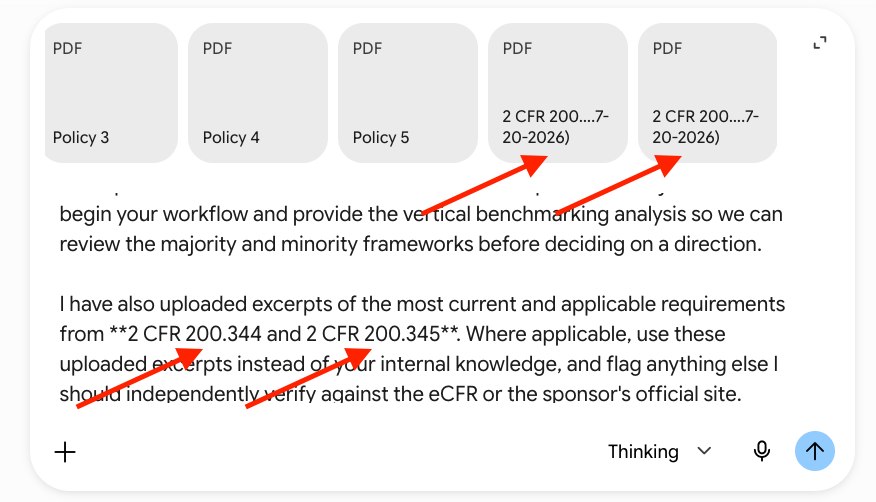 PDF
Policy 3
PDF
Policy 4
PDF
Policy 5
PDF
2 CFR 200....7-
20-2026)
PDF
2 CFR 200....7-
20-2026)
begin your workflow and provide the vertical benchmarking analysis so we can
review the majority and minority frameworks before deciding on a direction.
I have also uploaded excerpts of the most current and applicable requirements
from **2 CFR 200.344 and 2 CFR 200.345**. Where applicable, use these
uploaded excerpts instead of your internal knowledge, and flag anything else I
should independently verify against the eCFR or the sponsor's official site.
Thinking